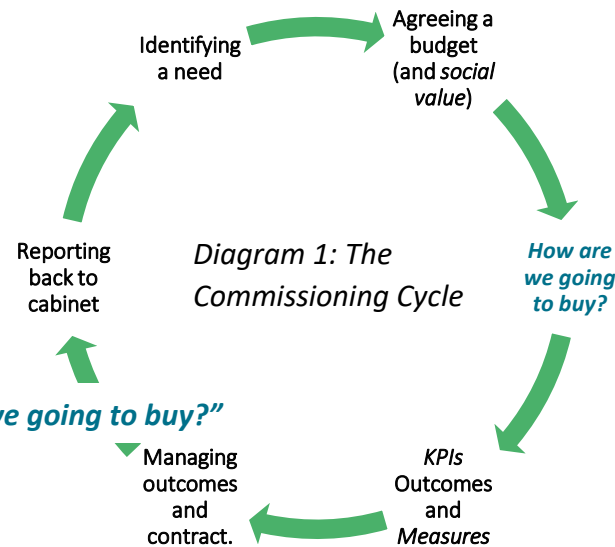 Identifying
a need
Agreeing a
budget
(and social
value)
How are
we going
to buy?
KPIs
Outcomes
and
Measures
Managing
outcomes
and
contract.
Reporting
back to
cabinet
Diagram 1: The
Commissioning Cycle
we going to buy?”